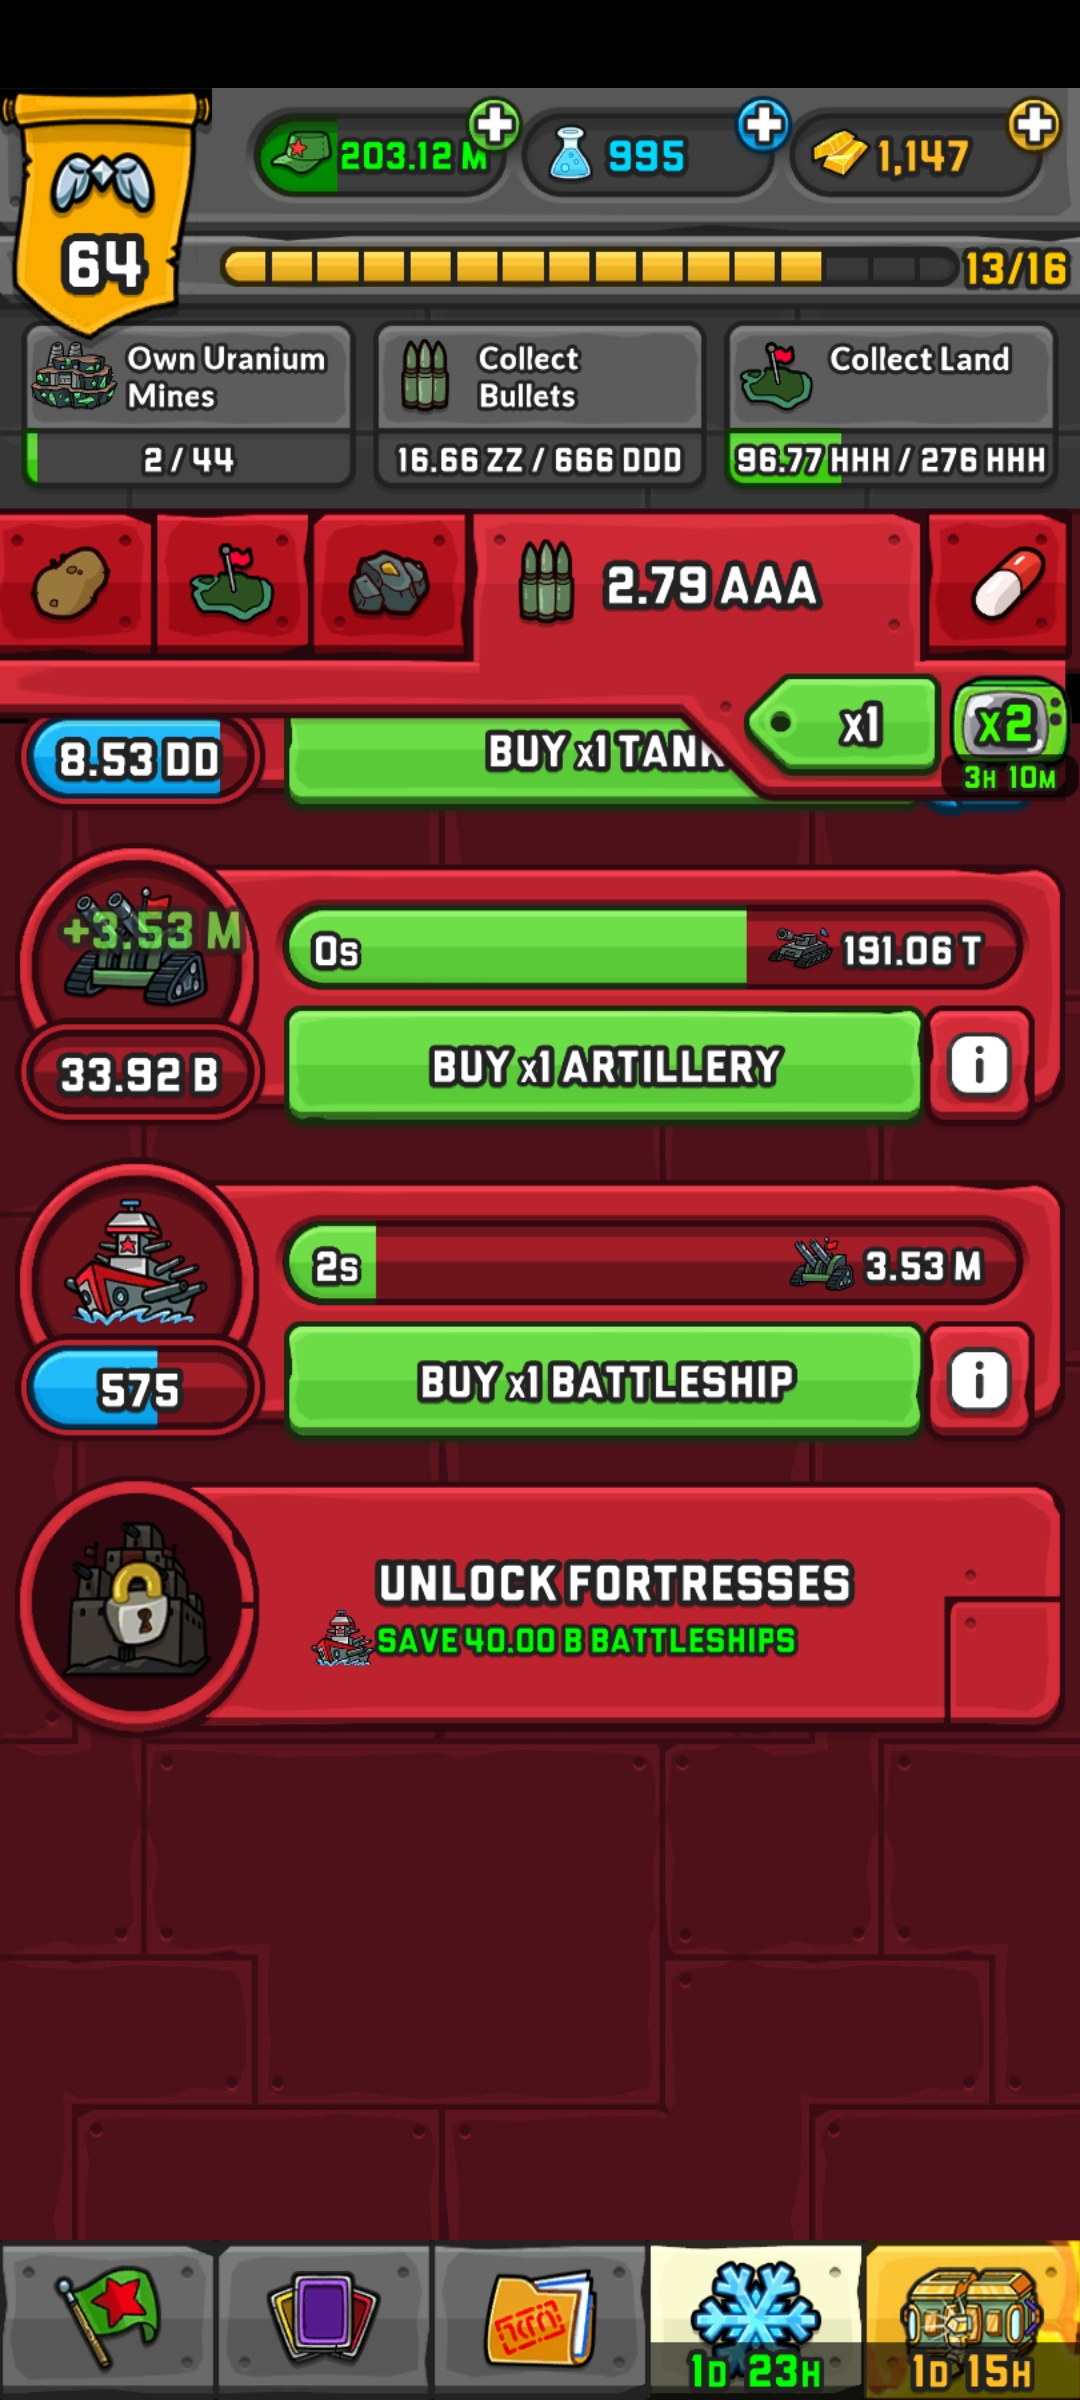 203.12 M
995
1,147
64
13/16
Own Uranium
Mines
2 / 44
Collect
Bullets
16.66 ZZ / 666 DDD
Collect Land
96.77 HHH / 276 HHH
2.79 AAA
x1
x2
3H 10M
8.53 DD
BUY x1 TANK
+3.53 M
0s
191.06 T
33.92 B
BUY x1 ARTILLERY
i
2s
3.53 M
575
BUY x1 BATTLESHIP
i
UNLOCK FORTRESSES
SAVE 40.00 B BATTLESHIPS
1D 23H
1D 15H